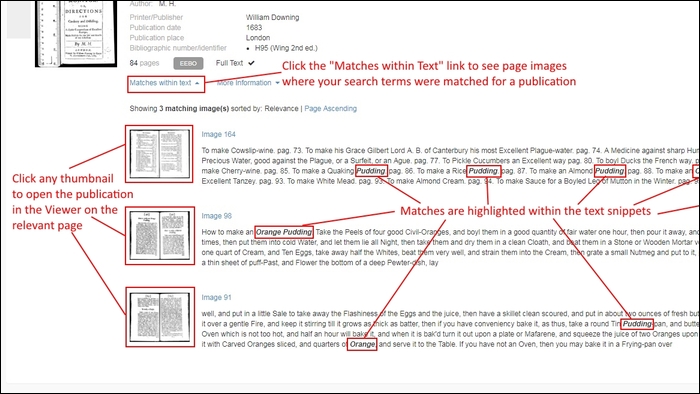 DIRECTIONS
By M. H.
Author: M. H.
Printer/Publisher William Downing
Publication date 1683
Publication place London
Bibliographic number/identifier • H95 (Wing 2nd ed.)
84 pages EEBO Full Text ✔
Matches within text More Information
Click the "Matches within Text" link to see page images
where your search terms were matched for a publication
Showing 3 matching image(s) sorted by: Relevance | Page Ascending
Image 164
To make Cowslip-wine. pag. 73. To make his Grace Gilbert Lord A. B. of Canterbury his most Excellent Plague-water. pag. 74. A Medicine against sharp Hum
Precious Water, good against the Plague, or a Surfeit, or an Ague. pag. 77. To Pickle Cucumbers an Excellent way pag. 80. To boyl Ducks the French way.
make Cherry-wine. pag. 85. To make a Quaking Pudding pag. 86. To make a Rice Pudding pag. 87. To make an Almond Pudding pag. 88.
Excellent Tanzey. pag. 93. To make White Mead. pag. 93. To make Almond Cream. pag. 94. To make Sauce for a Boyled Leg of Mutton in the Winter. pag.
Click any thumbnail
to open the publication
in the Viewer on the
relevant page
Matches are highlighted within the text snippets
Image 98
How to make an Orange Pudding. Take the Peels of four good Civil-Oranges, and boyl them in a good quantity of fair water one hour, then pour it away, and
times, then put them into cold Water, and let them lie all Night, then take them and dry them in a clean Cloath, and beat them in a Stone or Wooden Mortar
one quart of Cream, and Ten Eggs, take away half the Whites, beat them very well, and strain them into the Cream, then grate a small Nutmeg and put to it,
a thin sheet of puff-Past, and Flower the bottom of a deep Pewter-dish, lay
Image 91
well, and put in a little Sale to take away the Flashiness of the Eggs and the juice, then have a skillet clean scoured, and put in about two ounces of fresh but
it over a gentle Fire, and keep it stirring till it grows as thick as batter, then if you have conveniency bake it, as thus, take a round Tin Pudding pan, and butte
Oven which is not too hot, and half an hour will bake it, and when it is bak'd turn it out upon a plate or Mafarene, and squeeze the juice of two Oranges upon
it with Carved Oranges sliced, and quarters of Orange and serve it to the Table. If you have not an Oven, then you may bake it in a Frying-pan over